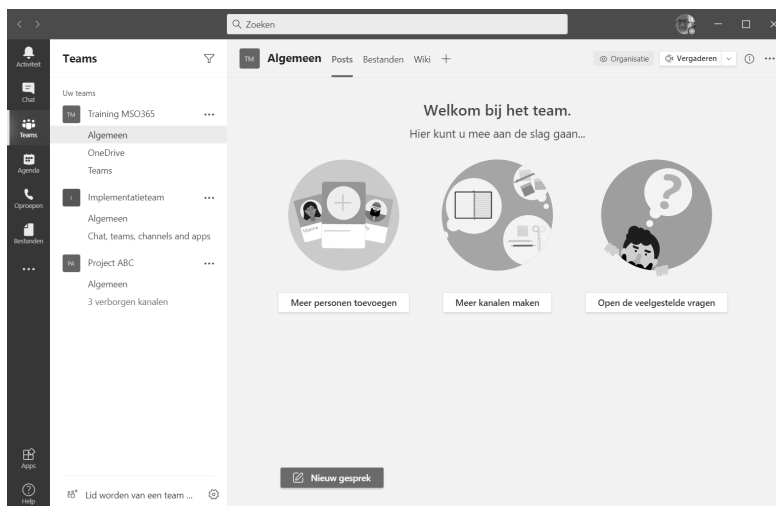 Zoeken
Activiteit
Chat
Teams
Agenda
Oproepen
Bestanden
Apps
Help
Teams
Uw teams
TM Training MSO365
Algemeen
OneDrive
Teams
I Implementatieteam
Algemeen
Chat, teams, channels and apps
PA Project ABC
Algemeen
3 verborgen kanalen
Lid worden van een team ...
TM Algemeen Posts Bestanden Wiki
Organisatie Vergaderen
Welkom bij het team.
Hier kunt u mee aan de slag gaan...
Maxine
Meer personen toevoegen
Meer kanalen maken
Open de veelgestelde vragen
Nieuw gesprek